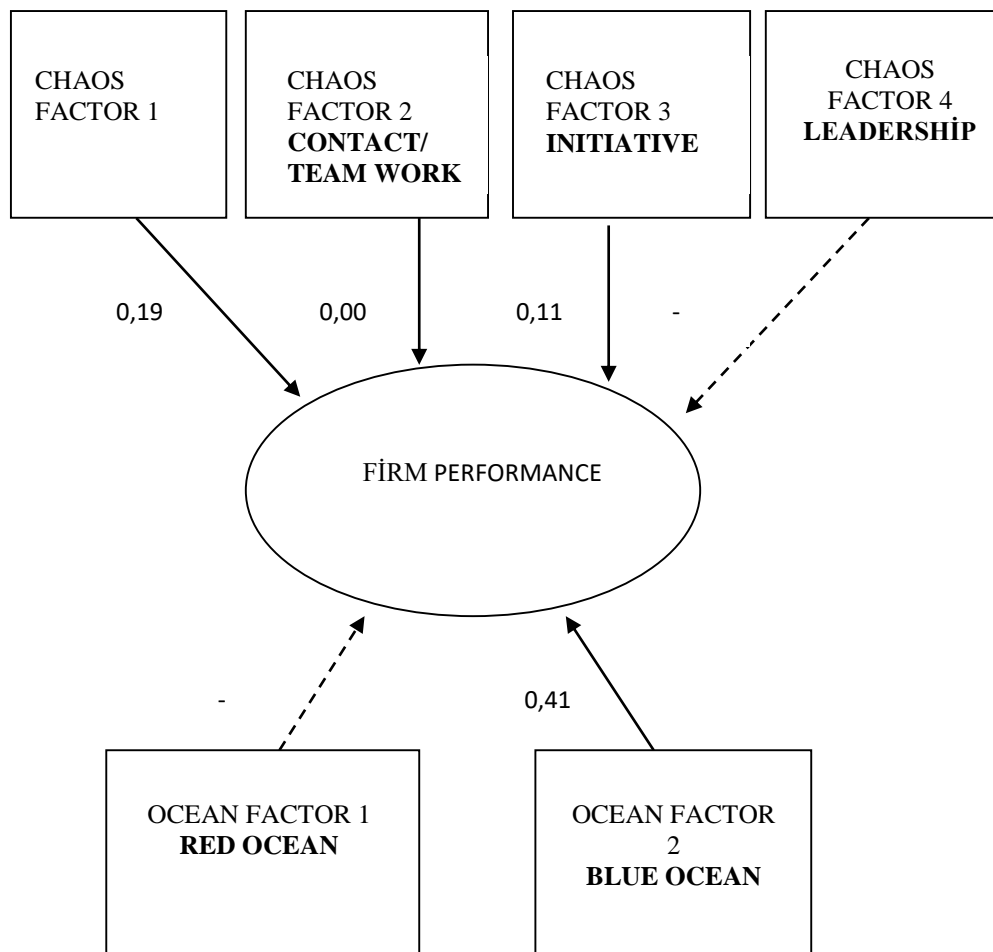 CHAOS
FACTOR 1
CHAOS
FACTOR 2
CONTACT/
TEAM WORK
CHAOS
FACTOR 3
INITIATIVE
CHAOS
FACTOR 4
LEADERSHİP
0,19
0,00
0,11
-
FİRM PERFORMANCE
-
0,41
OCEAN FACTOR 1
RED OCEAN
OCEAN FACTOR
2
BLUE OCEAN